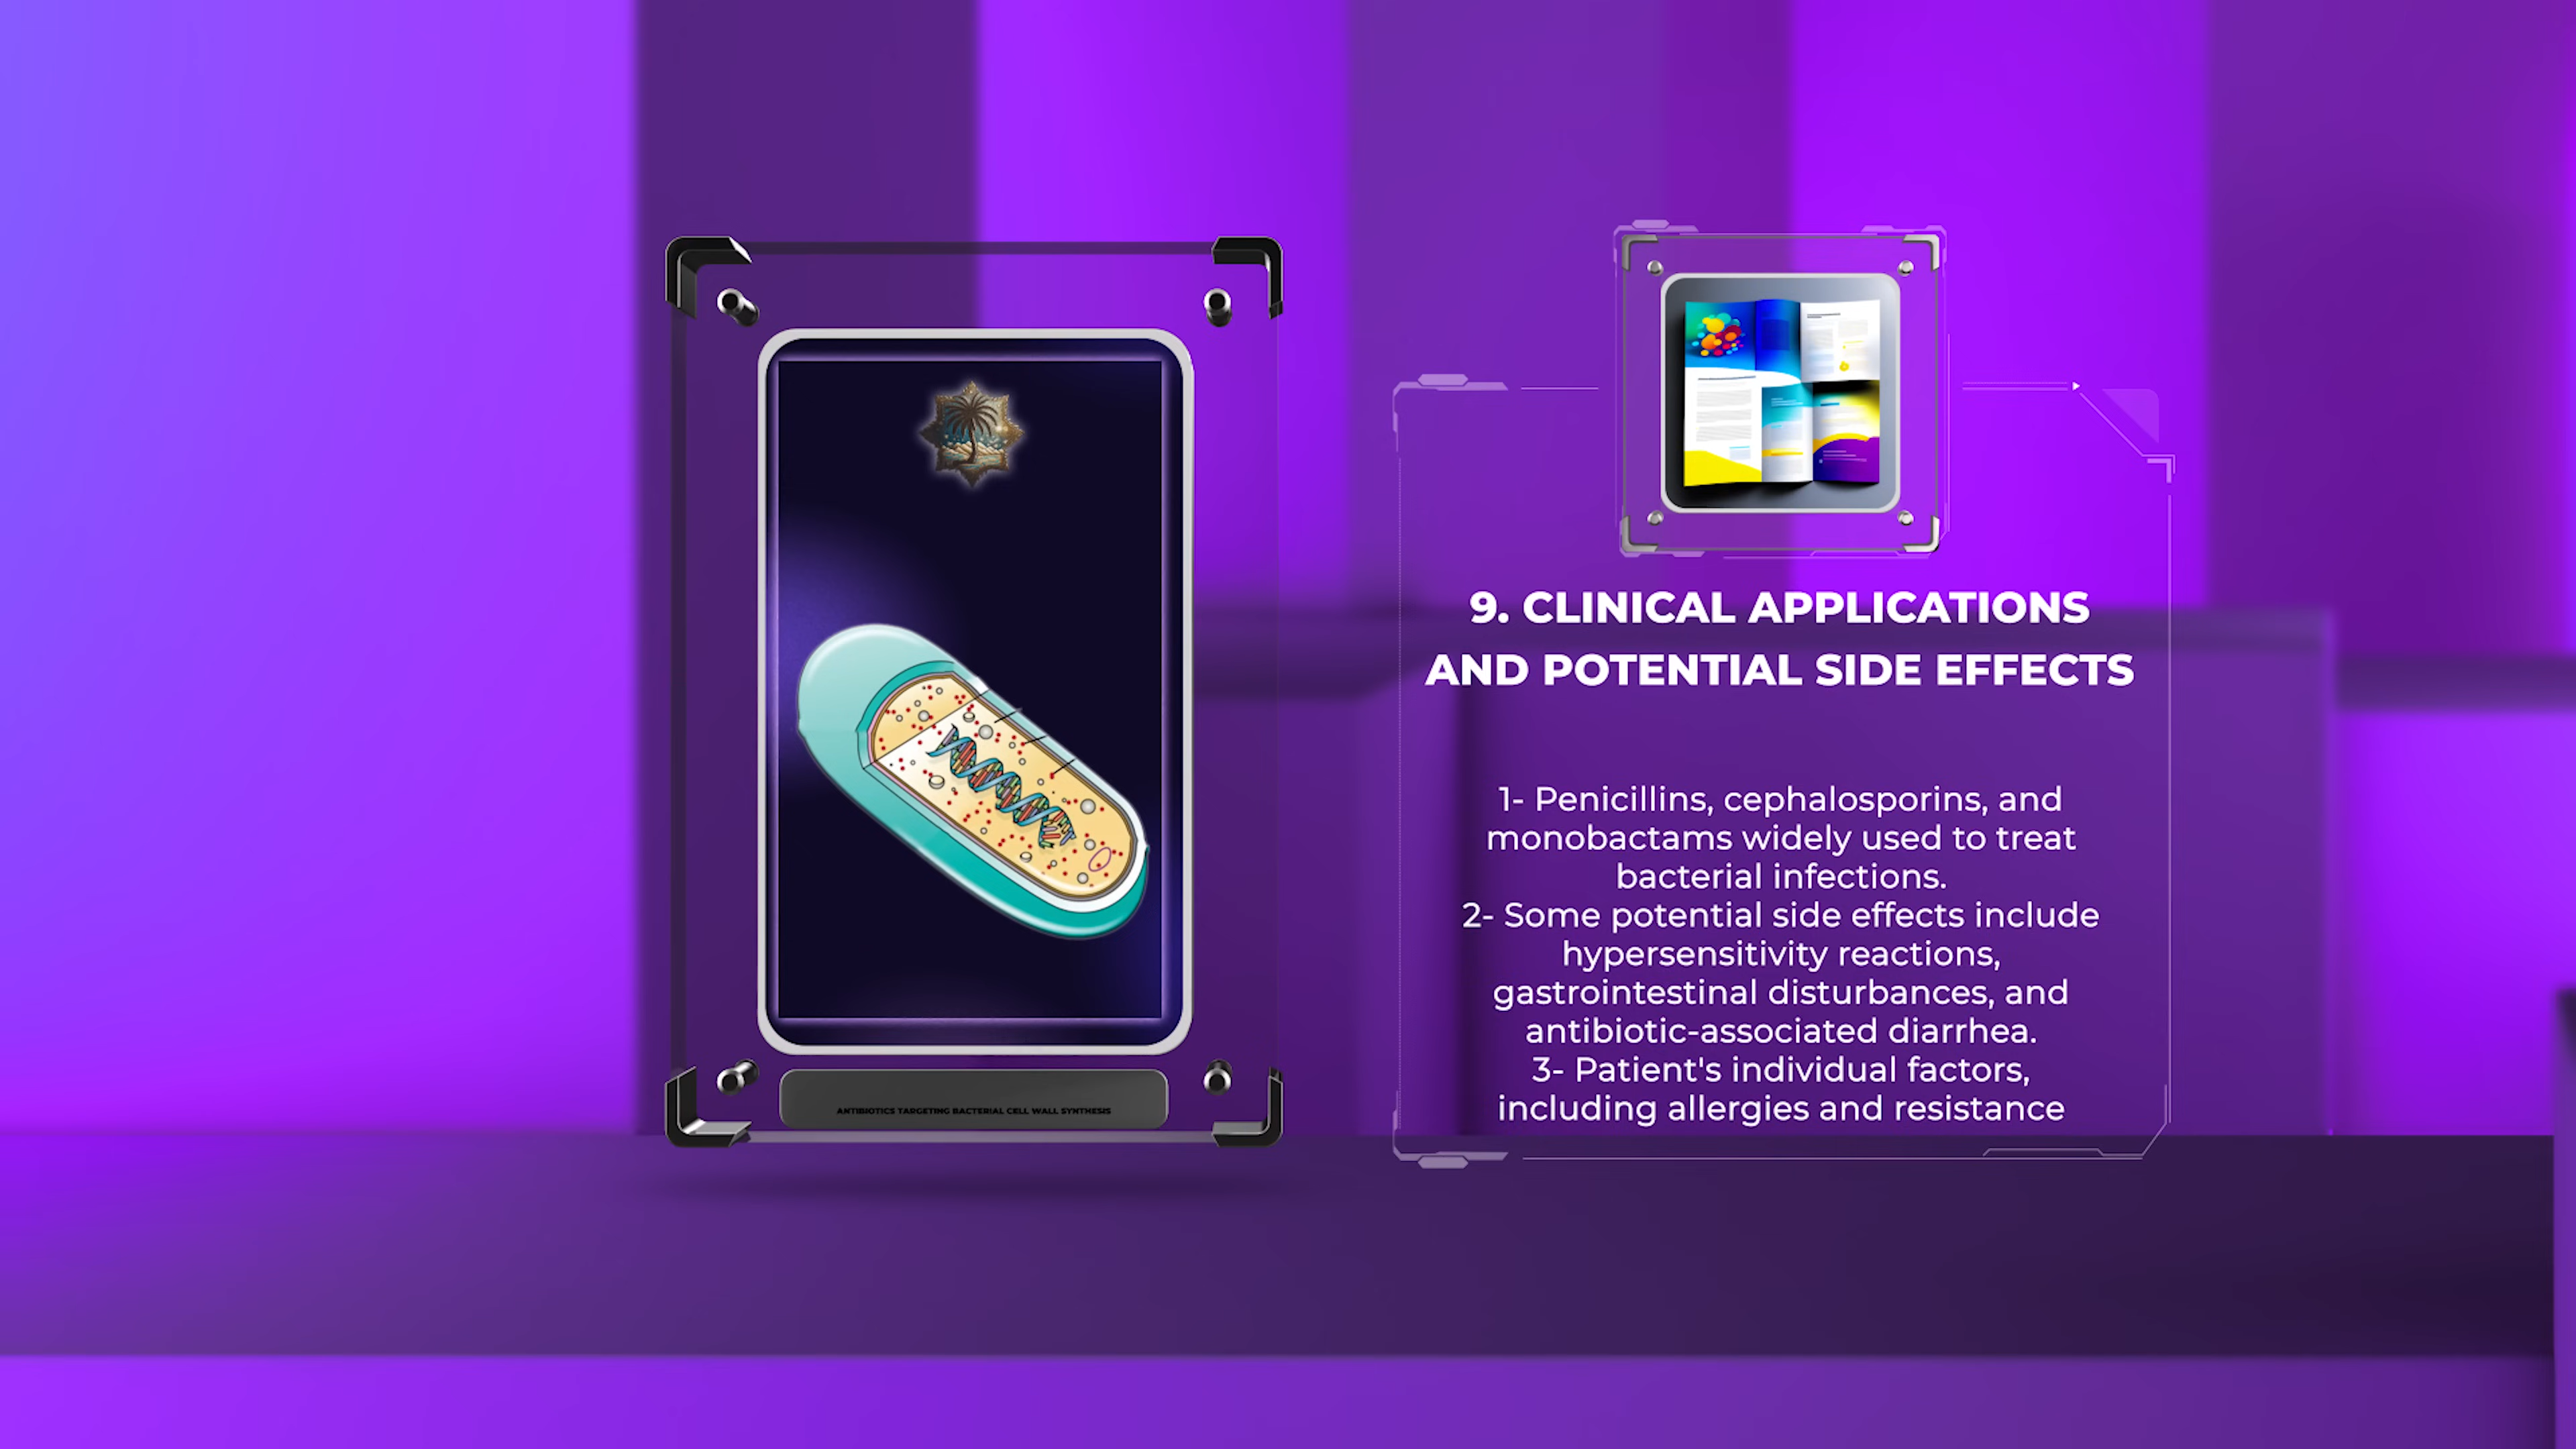 ANTIBIOTICS TARGETING BACTERIAL CELL WALL SYNTHESIS
9. CLINICAL APPLICATIONS
AND POTENTIAL SIDE EFFECTS
1- Penicillins, cephalosporins, and
monobactams widely used to treat
bacterial infections.
2- Some potential side effects include
hypersensitivity reactions,
gastrointestinal disturbances, and
antibiotic-associated diarrhea.
3- Patient's individual factors,
including allergies and resistance